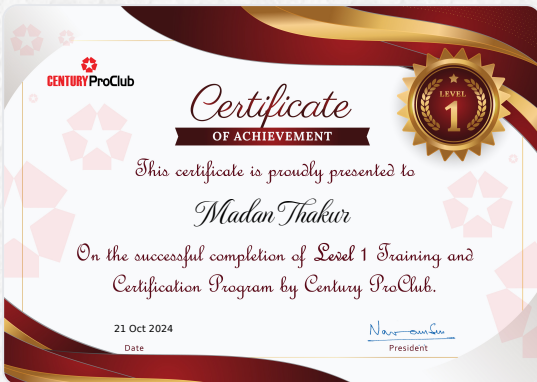 CENTURY ProClub
Certificate
OF ACHIEVEMENT
LEVEL
1
This certificate is proudly presented to
Madan Thakur
On the successful completion of Level 1 Training and
Certification Program by Century ProClub.
21 Oct 2024
Date
President